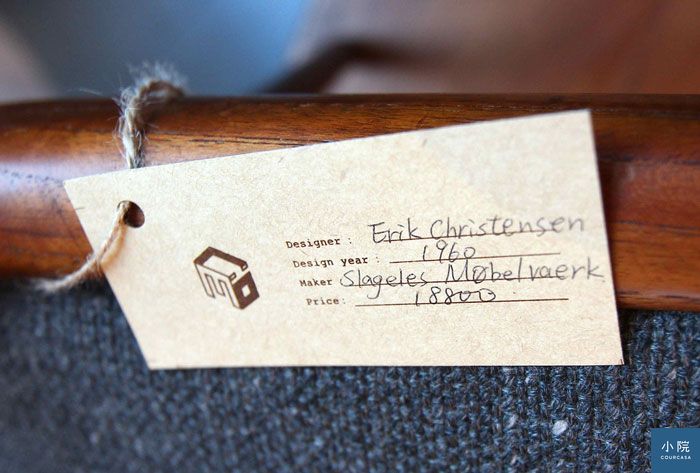 Designer : Erik Christensen
Design year : 1960
Maker Slageles Møbelvaerk
Price: 18800
小院
COURCASA